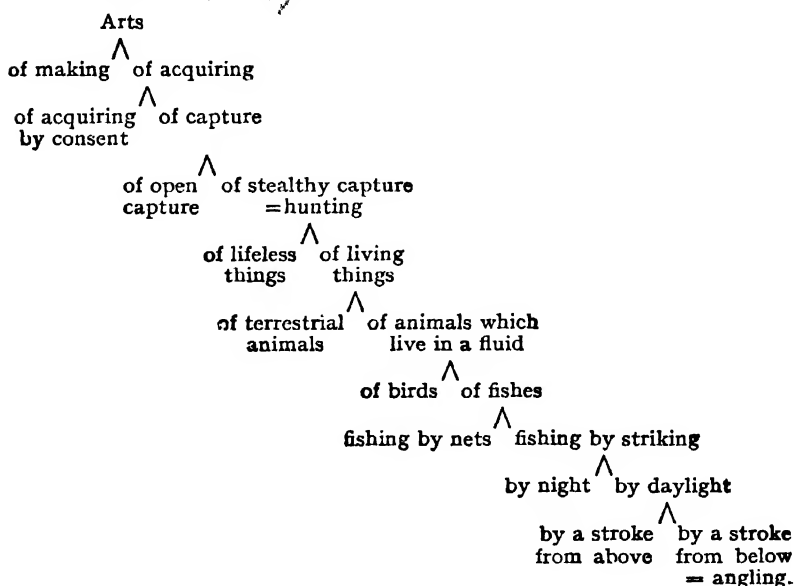 Arts
of making of acquiring
of acquiring of capture
by consent
of open of stealthy capture
capture =hunting
of lifeless of living
things things
of terrestrial of animals which
animals live in a fluid
of birds of fishes
fishing by nets fishing by striking
by night by daylight
by a stroke by a stroke
from above from below
= angling.